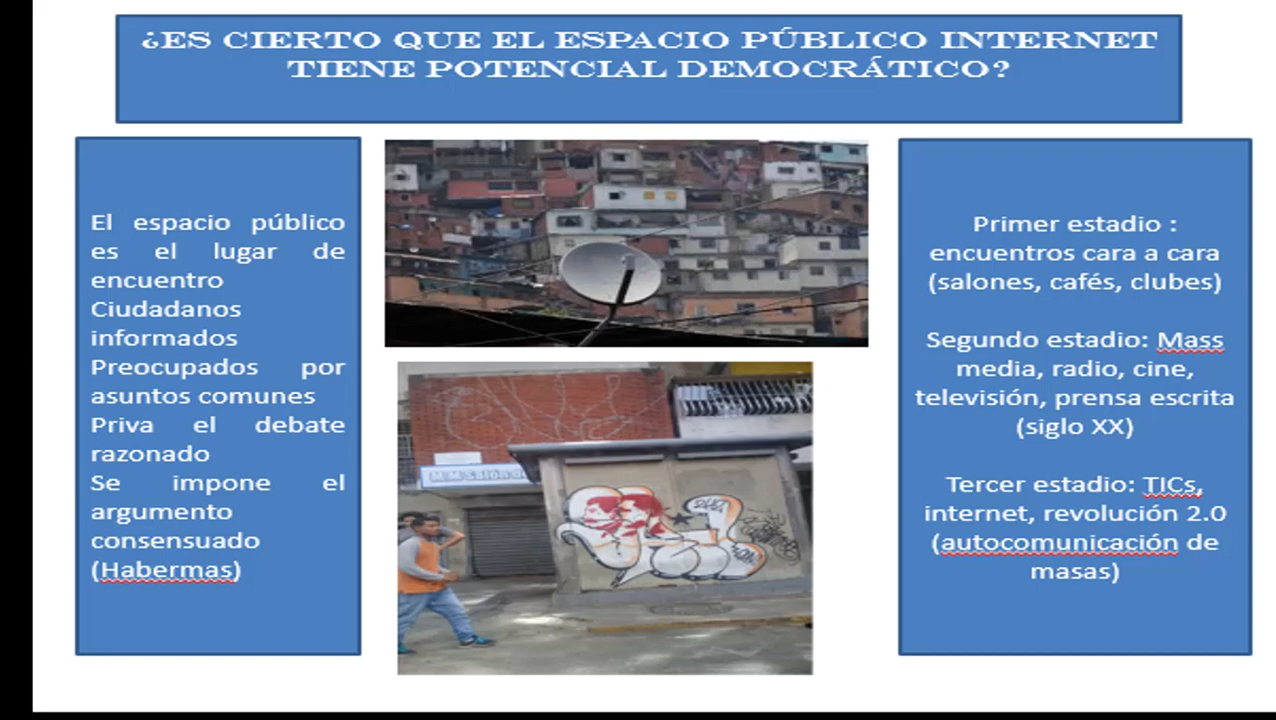 ¿ES CIERTO QUE EL ESPACIO PÚBLICO INTERNET
TIENE POTENCIAL DEMOCRÁTICO?
El espacio público
es el lugar de
encuentro
Ciudadanos
informados
Preocupados por
asuntos comunes
Priva el debate
razonado
Se impone el
argumento
consensuado
(Habermas)
Primer estadio :
encuentros cara a cara
(salones, cafés, clubes)
Segundo estadio: Mass
media, radio, cine,
televisión, prensa escrita
(siglo XX)
Tercer estadio: TICs,
internet, revolución 2.0
(autocomunicación de
masas)